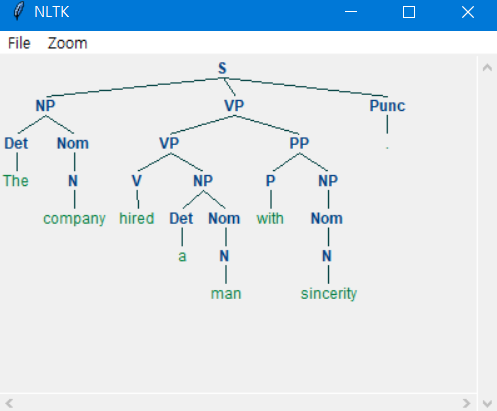 NLTK
File Zoom
S
NP VP Punc
Det Nom VP PP .
The N V NP P NP
company hired Det Nom with Nom
a N N
man sincerity